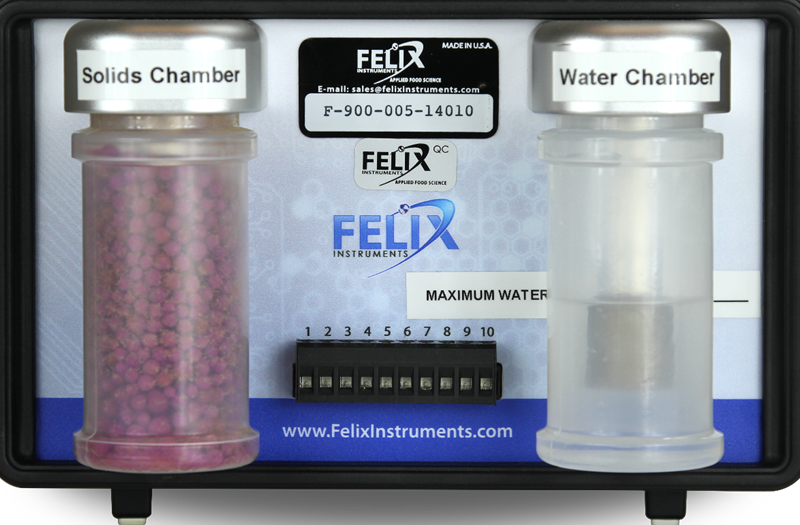 Solids Chamber
FELIX
INSTRUMENTS
MADE IN U.S.A.
APPLIED FOOD SCIENCE
E-mail: sales@felixinstruments.com
F-900-005-14010
Water Chamber
FELIX QC
INSTRUMENTS
APPLIED FOOD SCIENCE
FELIX
INSTRUMENTS
MAXIMUM WATER
1 2 3 4 5 6 7 8 9 10
www.FelixInstruments.com